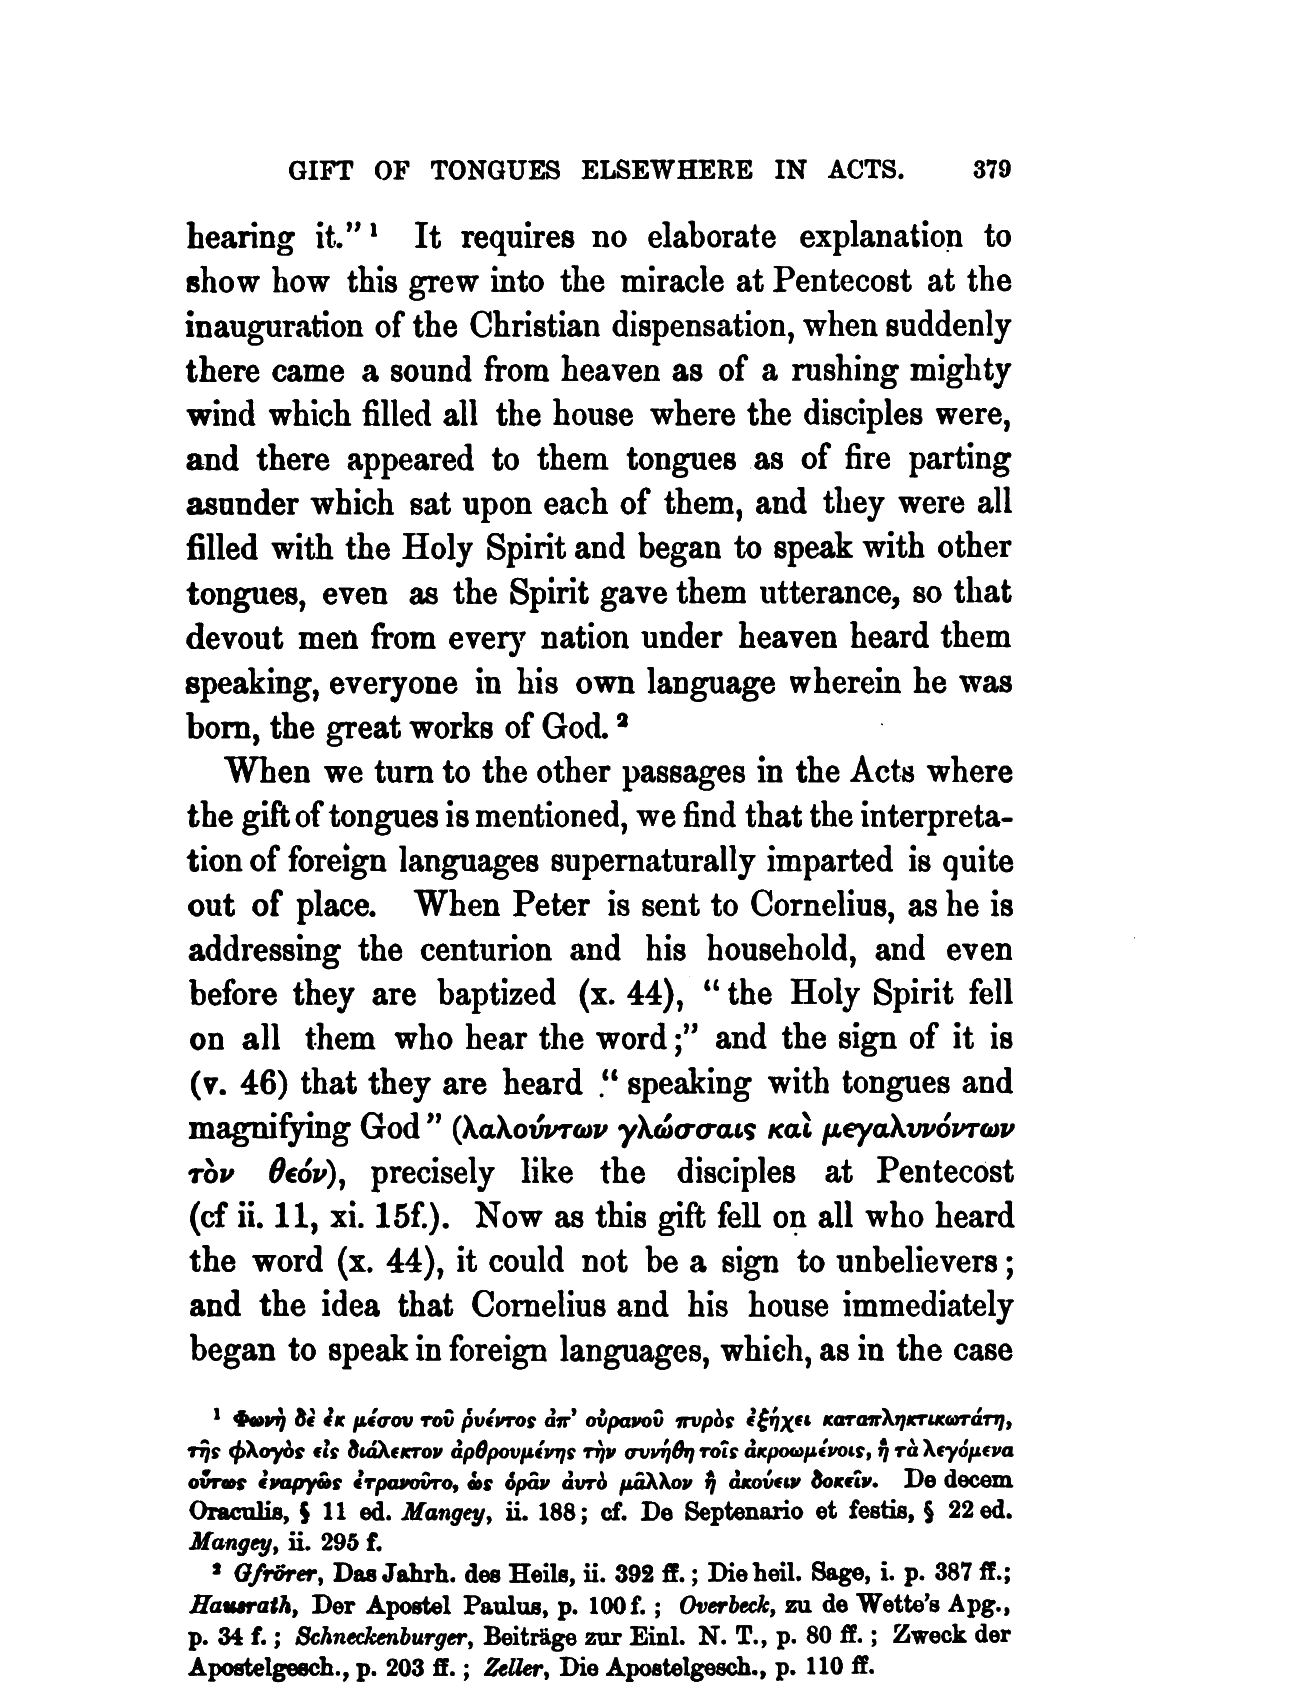 GIFT OF TONGUES ELSEWHERE IN ACTS. 379
hearing it.” ¹ It requires no elaborate explanation to
show how this grew into the miracle at Pentecost at the
inauguration of the Christian dispensation, when suddenly
there came a sound from heaven as of a rushing mighty
wind which filled all the house where the disciples were,
and there appeared to them tongues as of fire parting
asunder which sat upon each of them, and they were all
filled with the Holy Spirit and began to speak with other
tongues, even as the Spirit gave them utterance, so that
devout men from every nation under heaven heard them
speaking, everyone in his own language wherein he was
born, the great works of God. ²
When we turn to the other passages in the Acts where
the gift of tongues is mentioned, we find that the interpreta-
tion of foreign languages supernaturally imparted is quite
out of place. When Peter is sent to Cornelius, as he is
addressing the centurion and his household, and even
before they are baptized (x. 44), “the Holy Spirit fell
on all them who hear the word;” and the sign of it is
(v. 46) that they are heard “speaking with tongues and
magnifying God” (λαλούντων γλώσσαις καὶ μεγαλυνόντων
τὸν θεόν), precisely like the disciples at Pentecost
(cf ii. 11, xi. 15f.). Now as this gift fell on all who heard
the word (x. 44), it could not be a sign to unbelievers;
and the idea that Cornelius and his house immediately
began to speak in foreign languages, which, as in the case
¹ Φωνὴ δὲ ἐκ μέσου τοῦ ῥυέντος ἀπ’ οὐρανοῦ πυρὸς ἐξήχει καταπληκτικωτάτη,
τῆς φλογὸς εἰς διάλεκτον ἀρθρουμένης τὴν συνήθη τοῖς ἀκροωμένοις, ᾗ τὰ λεγόμενα
οὕτως ἐναργῶς ἐτρανοῦτο, ὡς ὁρᾶν αὐτὸ μᾶλλον ἢ ἀκούειν δοκεῖν. De decem
Oraculis, § 11 ed. Mangey, ii. 188; cf. De Septenario et festis, § 22 ed.
Mangey, ii. 295 f.
² Gfrörer, Das Jahrh. des Heils, ii. 392 ff.; Die heil. Sage, i. p. 387 ff.;
Hausrath, Der Apostel Paulus, p. 100 f.; Overbeck, zu de Wette’s Apg.,
p. 34 f.; Schneckenburger, Beiträge zur Einl. N. T., p. 80 ff.; Zweck der
Apostelgesch., p. 203 ff.; Zeller, Die Apostelgesch., p. 110 ff.